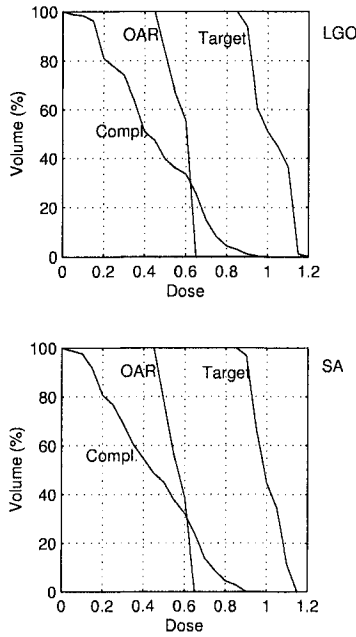 LGO
100
80
60
40
20
0
Volume (%)
OAR
Target
Compl.
0 0.2 0.4 0.6 0.8 1 1.2
Dose
SA
100
80
60
40
20
0
Volume (%)
OAR
Target
Compl.
0 0.2 0.4 0.6 0.8 1 1.2
Dose